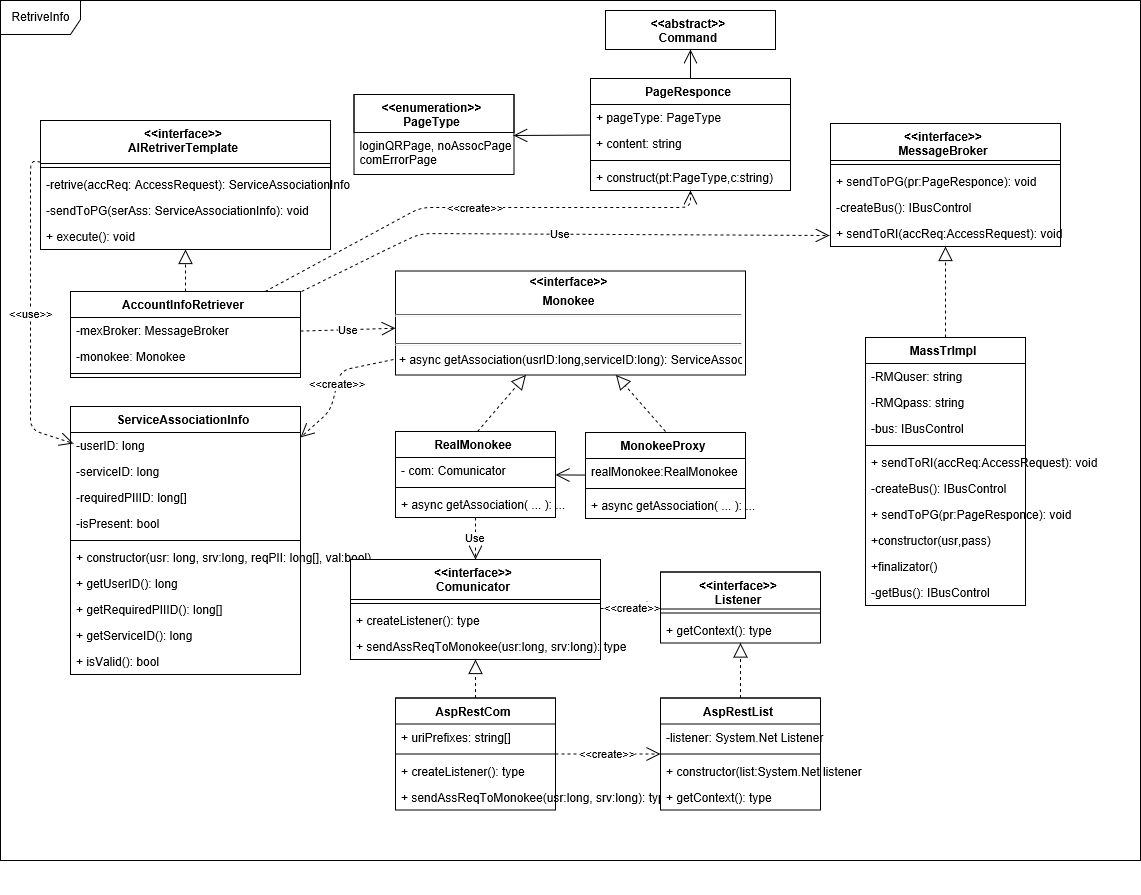 RetriveInfo
<<abstract>>
Command
PageResponce
+ pageType: PageType
+ content: string
+ construct(pt:PageType,c:string)
<<enumeration>>
PageType
loginQRPage, noAssocPage
comErrorPage
<<interface>>
AIRetriverTemplate
-retrive(accReq: AccessRequest): ServiceAssociationInfo
-sendToPG(serAss: ServiceAssociationInfo): void
+ execute(): void
<<interface>>
MessageBroker
+ sendToPG(pr:PageResponce): void
-createBus(): IBusControl
+ sendToRI(accReq:AccessRequest): void
<<create>>
Use
<<use>>
AccountInfoRetriever
-mexBroker: MessageBroker
-monokee: Monokee
Use
<<interface>>
Monokee
+ async getAssociation(usrID:long,serviceID:long): ServiceAssoc
<<create>>
MassTrImpl
-RMQuser: string
-RMQpass: string
-bus: IBusControl
+ sendToRI(accReq:AccessRequest): void
-createBus(): IBusControl
+ sendToPG(pr:PageResponce): void
+constructor(usr,pass)
+finalizator()
-getBus(): IBusControl
ServiceAssociationInfo
-userID: long
-serviceID: long
-requiredPIIID: long[]
-isPresent: bool
+ constructor(usr: long, srv:long, reqPII: long[], val:bool)
+ getUserID(): long
+ getRequiredPIIID(): long[]
+ getServiceID(): long
+ isValid(): bool
RealMonokee
- com: Comunicator
+ async getAssociation( ... ): ...
MonokeeProxy
realMonokee:RealMonokee
+ async getAssociation( ... ): ...
Use
<<interface>>
Comunicator
+ createListener(): type
+ sendAssReqToMonokee(usr:long, srv:long): type
<<create>>
<<interface>>
Listener
+ getContext(): type
AspRestCom
+ uriPrefixes: string[]
+ createListener(): type
+ sendAssReqToMonokee(usr:long, srv:long): typ
<<create>>
AspRestList
-listener: System.Net Listener
+ constructor(list:System.Net listener
+ getContext(): type